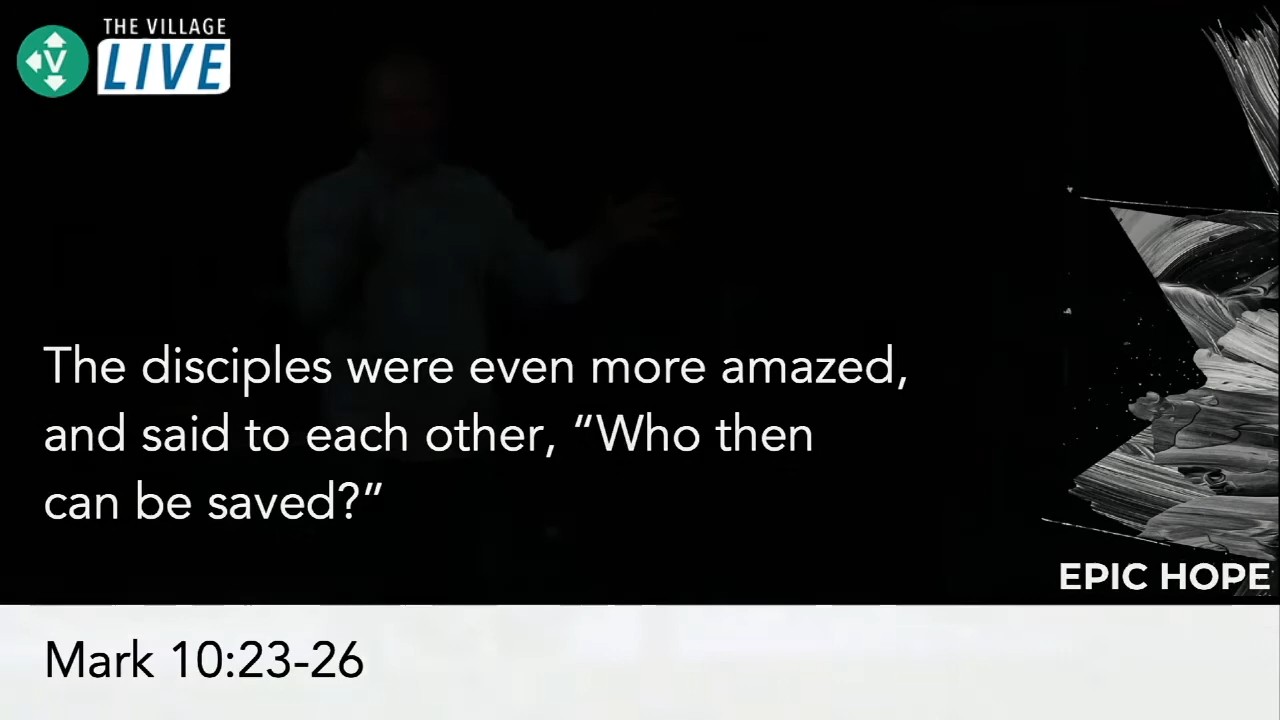 THE VILLAGE
V
LIVE
The disciples were even more amazed,
and said to each other, “Who then
can be saved?”
EPIC HOPE
Mark 10:23-26